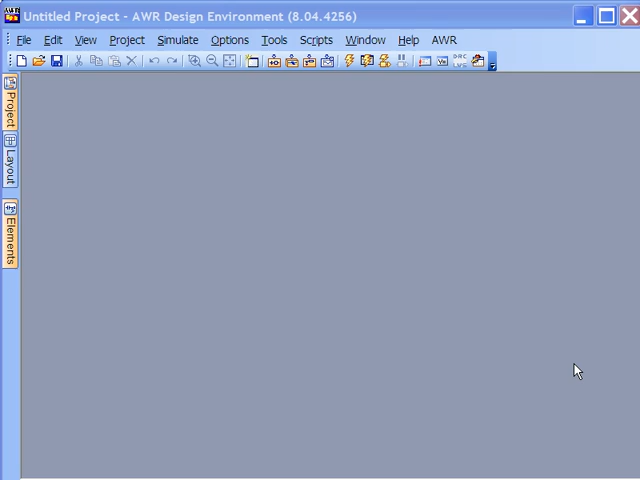 Untitled Project - AWR Design Environment (8.04.4256)
File Edit View Project Simulate Options Tools Scripts Window Help AWR
Project
Layout
Elements